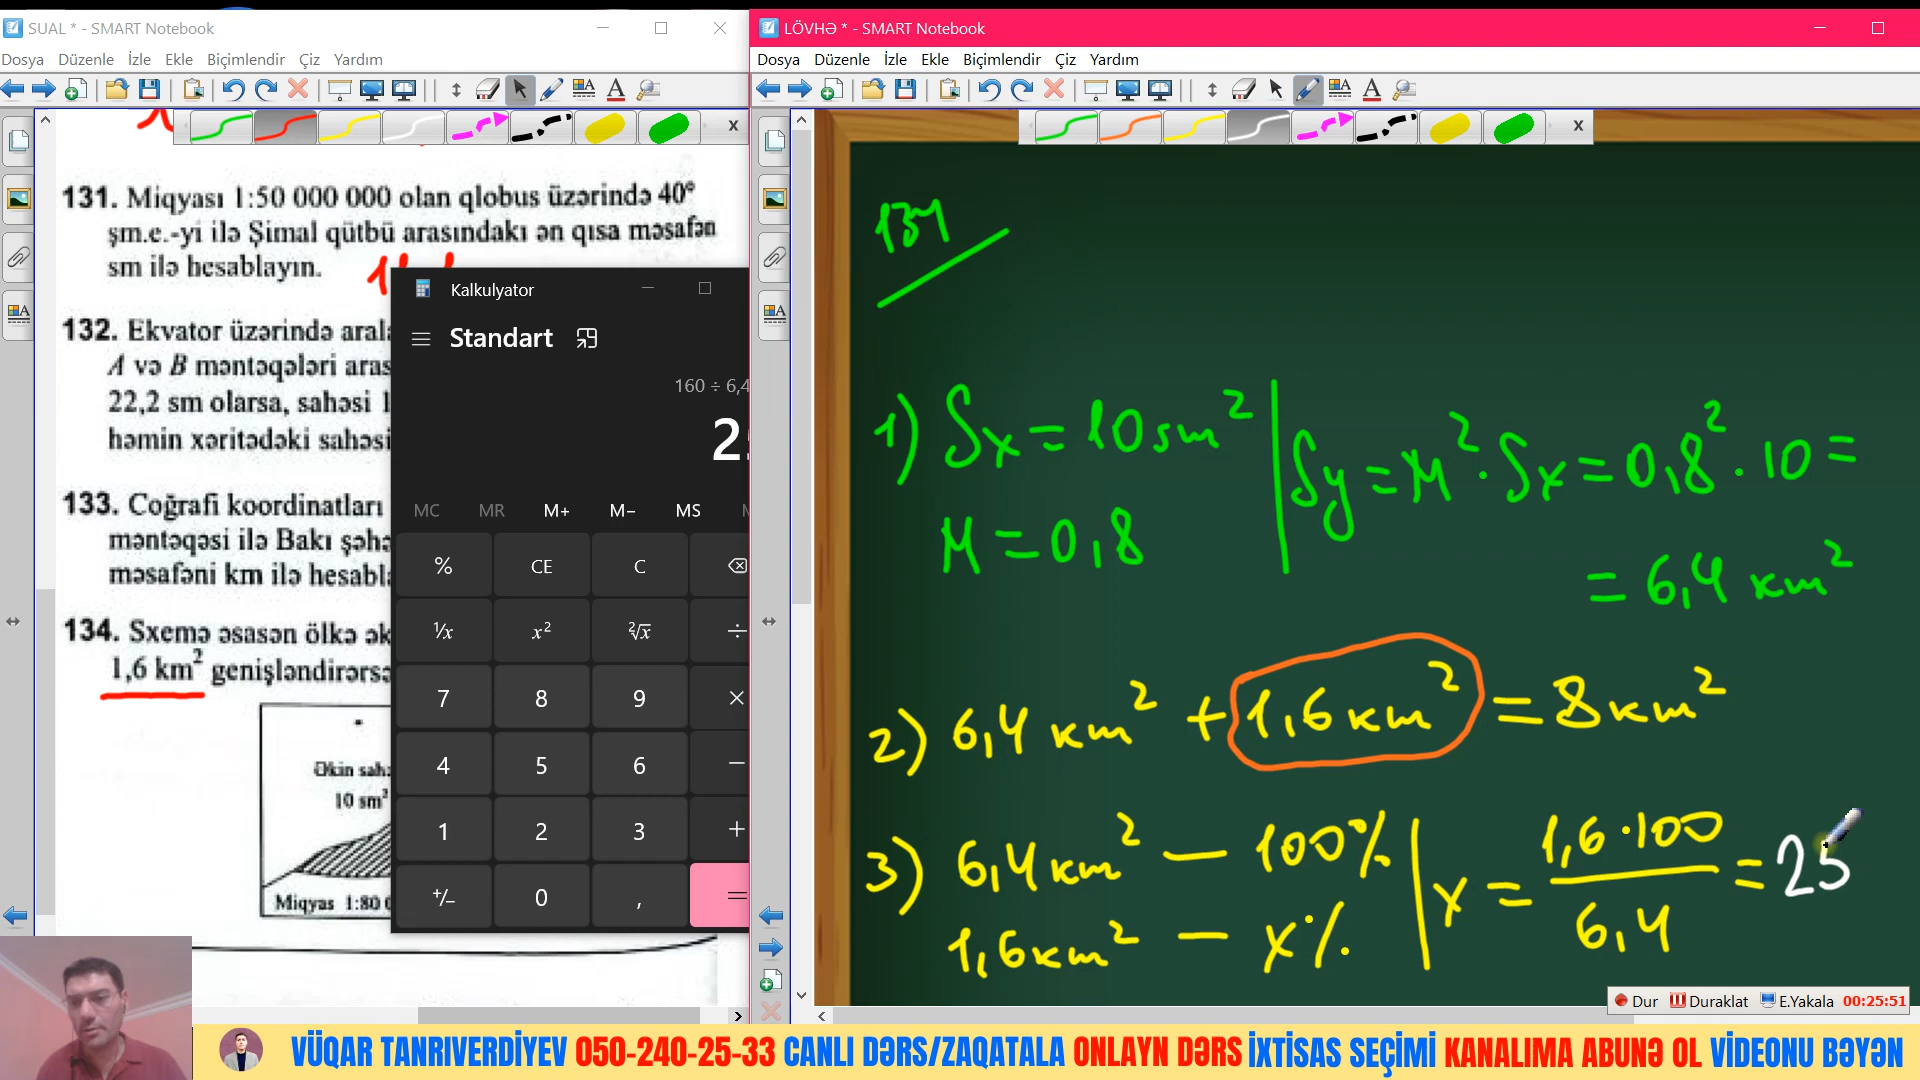 SUAL * - SMART Notebook
Dosya Düzenle İzle Ekle Biçimlendir Çiz Yardım
x
131. Miqyası 1:50 000 000 olan qlobus üzərində 40°
şm.e.-yi ilə Şimal qütbü arasındakı ən qısa məsafən
sm ilə hesablayın.
132. Ekvator üzərində
A və B məntəqələri
22,2 sm olarsa, sahəsi
həmin xəritədəki sahəsi
133. Coğrafi koordinatları
məntəqəsi ilə Bakı
məsafəni km ilə
134. Sxemə əsasən ölkə
1,6 km² genişləndirərsə
Əkin
10 sm²
Miqyas 1:80
Kalkulyator
Standart
160 ÷ 6,4
25
MC MR M+ M− MS
% CE C
¹/x x² ²√x ÷
7 8 9 ×
4 5 6 −
1 2 3 +
+/− 0 , =
LÖVHƏ * - SMART Notebook
Dosya Düzenle İzle Ekle Biçimlendir Çiz Yardım
x
134
1) Sx = 10 sm² | Sy = M² · Sx = 0,8² · 10 =
M = 0,8
= 6,4 km²
2) 6,4 km² + 1,6 km² = 8 km²
3) 6,4 km² — 100% | x = 1,6 · 100 / 6,4 = 25
1,6 km² — x%
Dur Duraklat E.Yakala 00:25:51
VÜQAR TANRIVERDİYEV 050-240-25-33 CANLI DƏRS/ZAQATALA ONLAYN DƏRS İXTİSAS SEÇİMİ KANALIMA ABUNƏ OL VİDEONU BƏYƏN